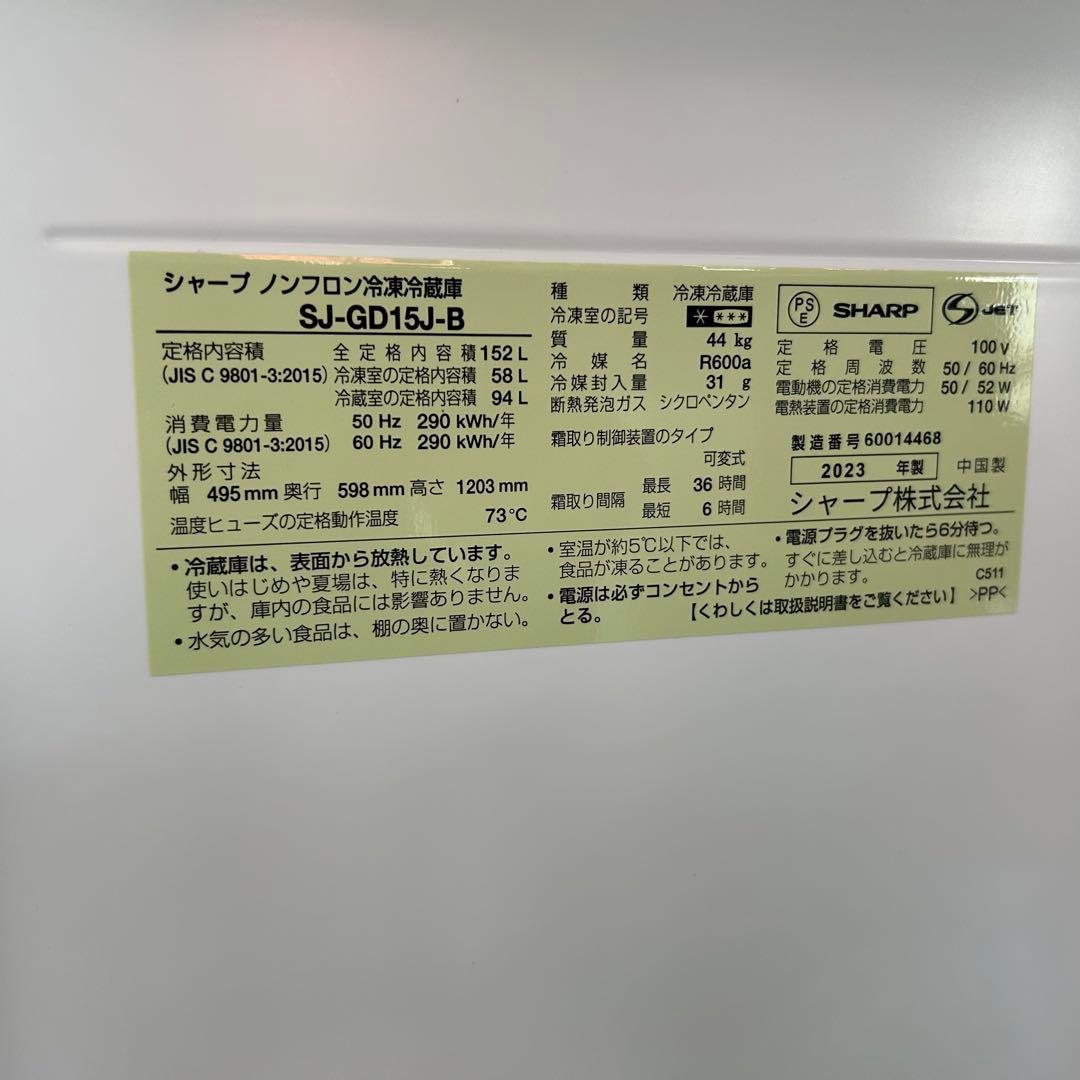 シャープ ノンフロン冷凍冷蔵庫
SJ-GD15J-B
定格内容積 全定格内容積 152 L
(JIS C 9801-3:2015) 冷凍室の定格内容積 58 L
冷蔵室の定格内容積 94 L
消費電力量 50 Hz 290 kWh/年
(JIS C 9801-3:2015) 60 Hz 290 kWh/年
外形寸法
幅 495 mm 奥行 598 mm 高さ 1203 mm
温度ヒューズの定格動作温度 73℃
種類 冷凍冷蔵庫
冷凍室の記号 * ***
質量 44 kg
冷媒名 R600a
冷媒封入量 31 g
断熱発泡ガス シクロペンタン
霜取り制御装置のタイプ
可変式
霜取り間隔 最長 36 時間
最短 6 時間
PSE SHARP S JET
定格電圧 100 V
定格周波数 50 / 60 Hz
電動機の定格消費電力 50 / 52 W
電熱装置の定格消費電力 110 W
製造番号 60014468
2023 年製 中国製
シャープ株式会社
・冷蔵庫は、表面から放熱しています。
使いはじめや夏場は、特に熱くなりま
すが、庫内の食品には影響ありません。
・水気の多い食品は、棚の奥に置かない。
・室温が約5℃以下では、
食品が凍ることがあります。
・電源は必ずコンセントから
とる。
・電源プラグを抜いたら6分待つ。
すぐに差し込むと冷蔵庫に無理が
かかります。 C511
【くわしくは取扱説明書をご覧ください】 >PP<